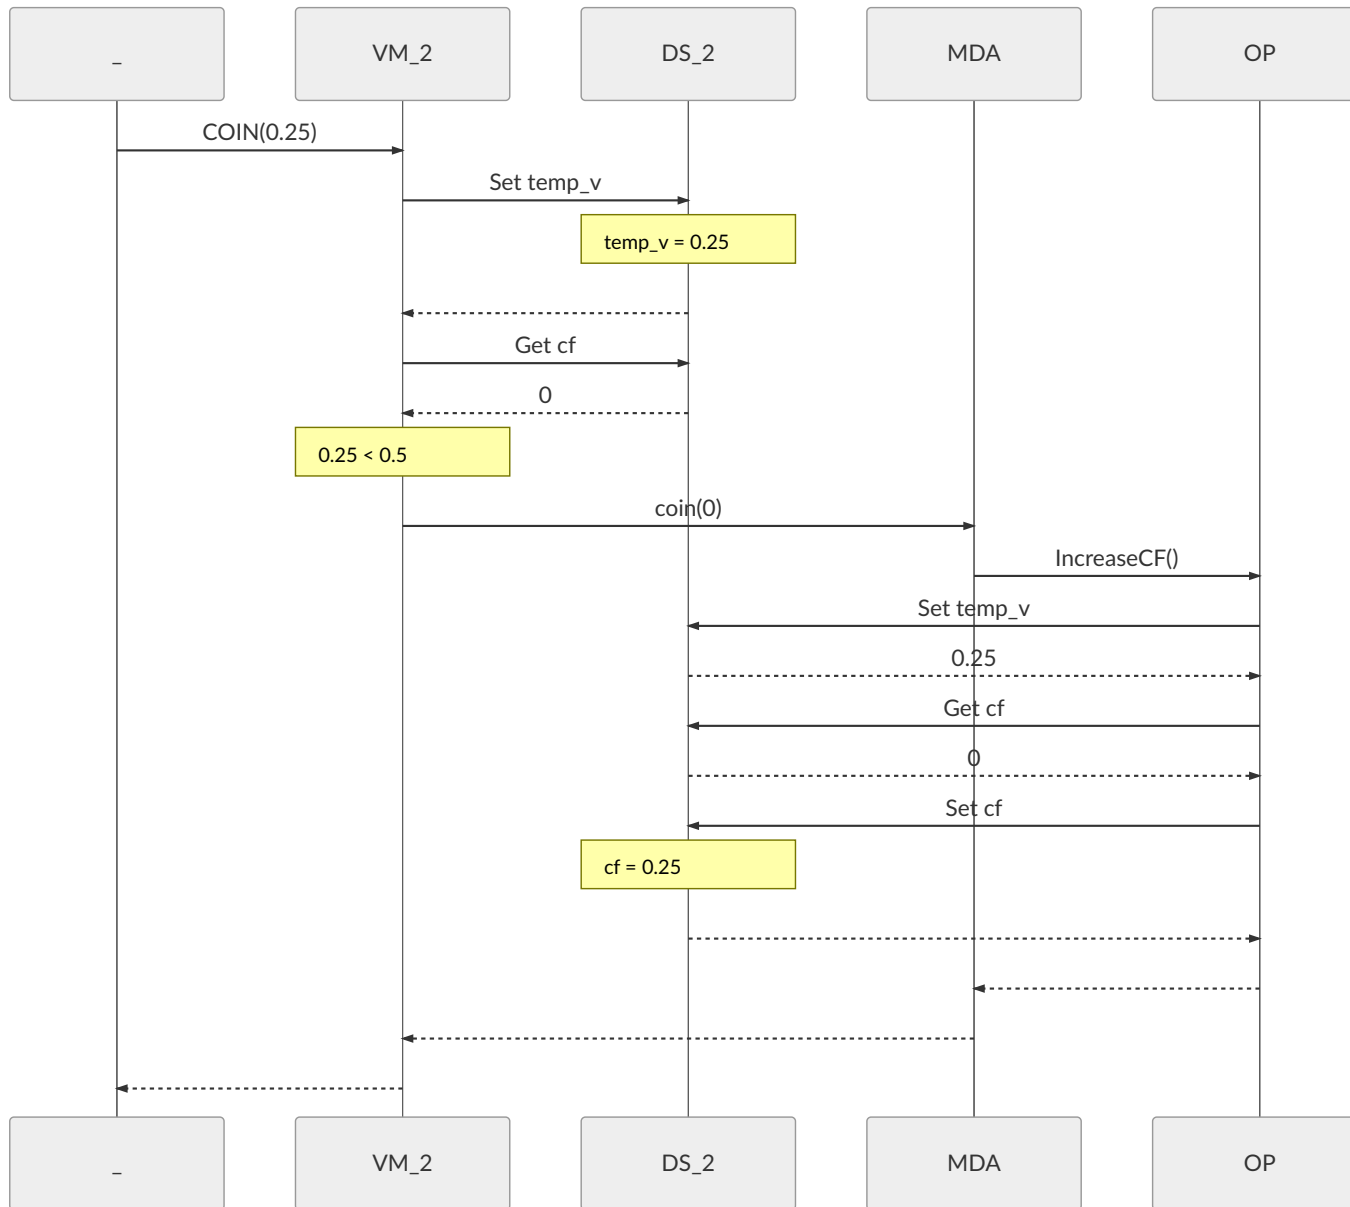 _
VM_2
DS_2
MDA
OP
COIN(0.25)
Set temp_v
temp_v = 0.25
Get cf
0
0.25 < 0.5
coin(0)
IncreaseCF()
Set temp_v
0.25
Get cf
0
Set cf
cf = 0.25
_
VM_2
DS_2
MDA
OP